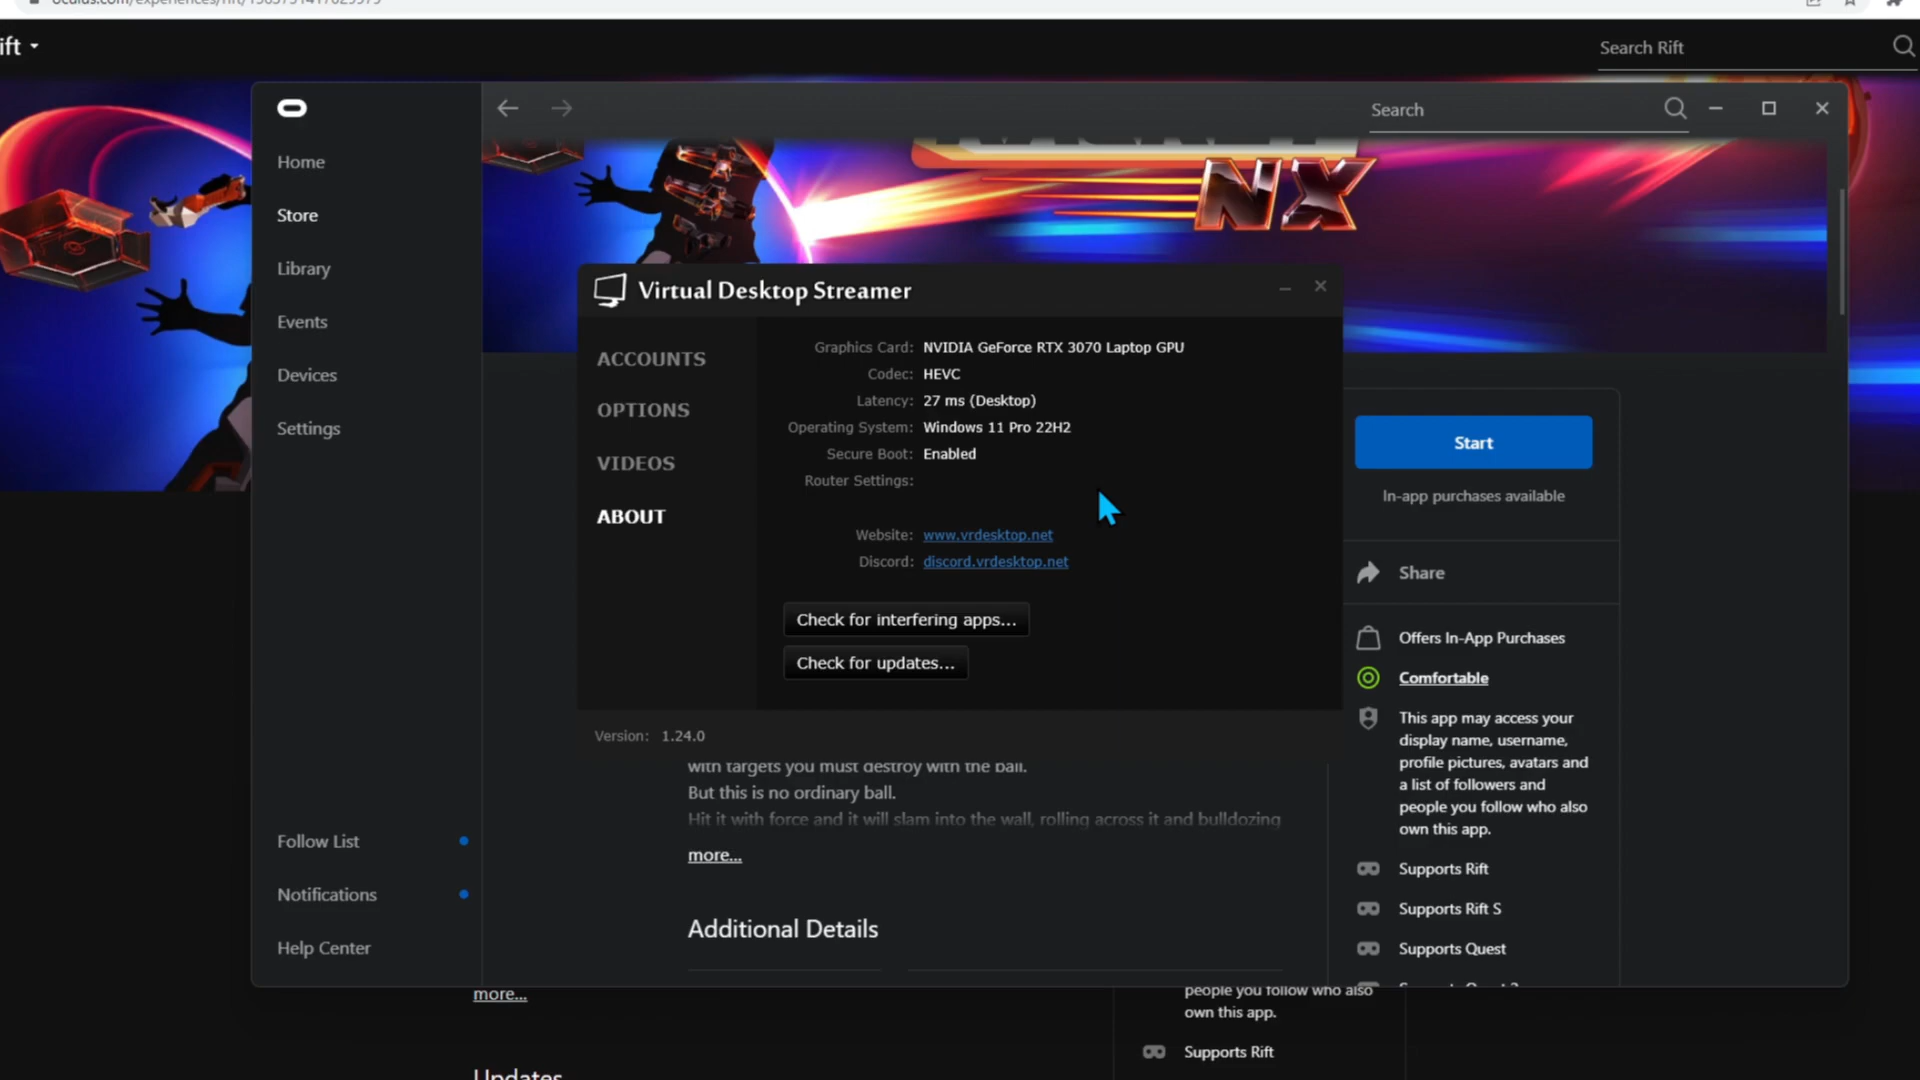 ift
Search Rift
Search
NX
Home
Store
Library
Events
Devices
Settings
Follow List
Notifications
Help Center
Virtual Desktop Streamer
ACCOUNTS
OPTIONS
VIDEOS
ABOUT
Graphics Card: NVIDIA GeForce RTX 3070 Laptop GPU
Codec: HEVC
Latency: 27 ms (Desktop)
Operating System: Windows 11 Pro 22H2
Secure Boot: Enabled
Router Settings:
Website: www.vrdesktop.net
Discord: discord.vrdesktop.net
Check for interfering apps...
Check for updates...
Version: 1.24.0
with targets you must destroy with the ball.
But this is no ordinary ball.
Hit it with force and it will slam into the wall, rolling across it and bulldozing
more...
Additional Details
Start
In-app purchases available
Share
Offers In-App Purchases
Comfortable
This app may access your
display name, username,
profile pictures, avatars and
a list of followers and
people you follow who also
own this app.
Supports Rift
Supports Rift S
Supports Quest
more...
people you follow who also
own this app.
Supports Rift
Updates